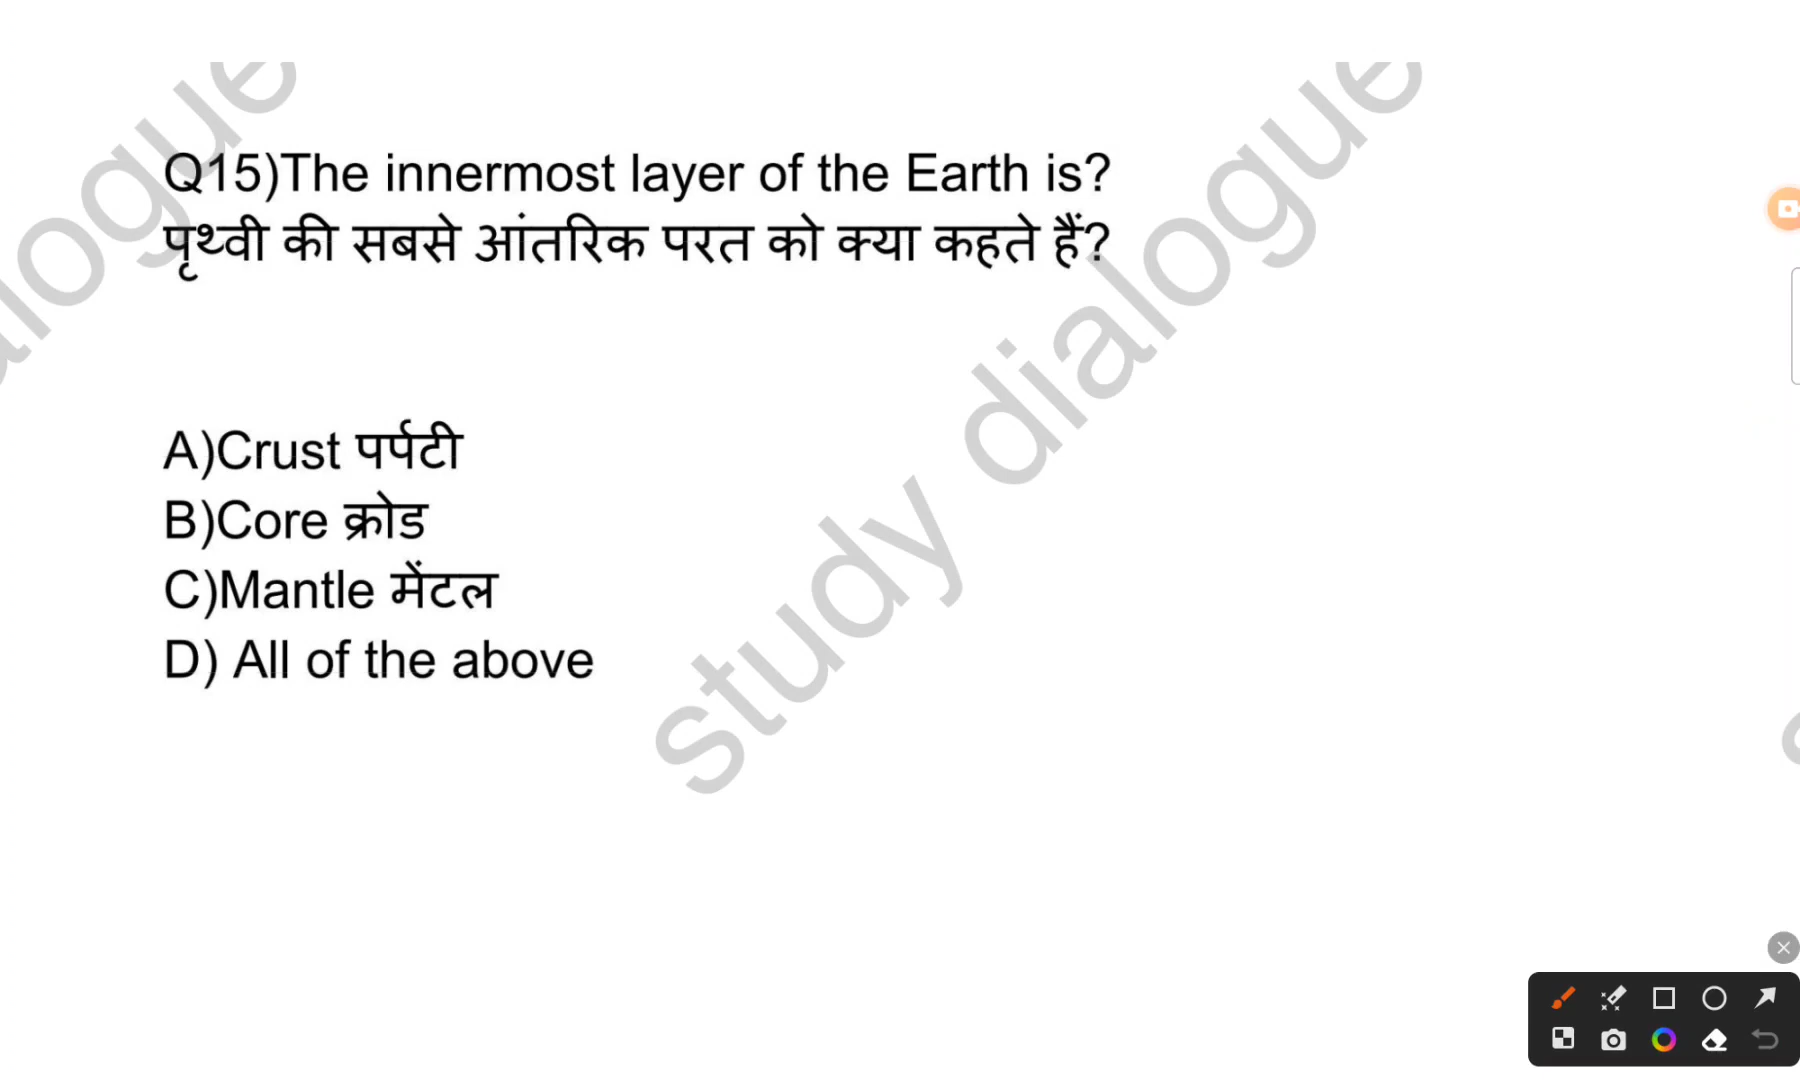 Q15)The innermost layer of the Earth is?
पृथ्वी की सबसे आंतरिक परत को क्या कहते हैं?
A)Crust पर्पटी
B)Core क्रोड
C)Mantle मेंटल
D) All of the above
study dialogue
alogue